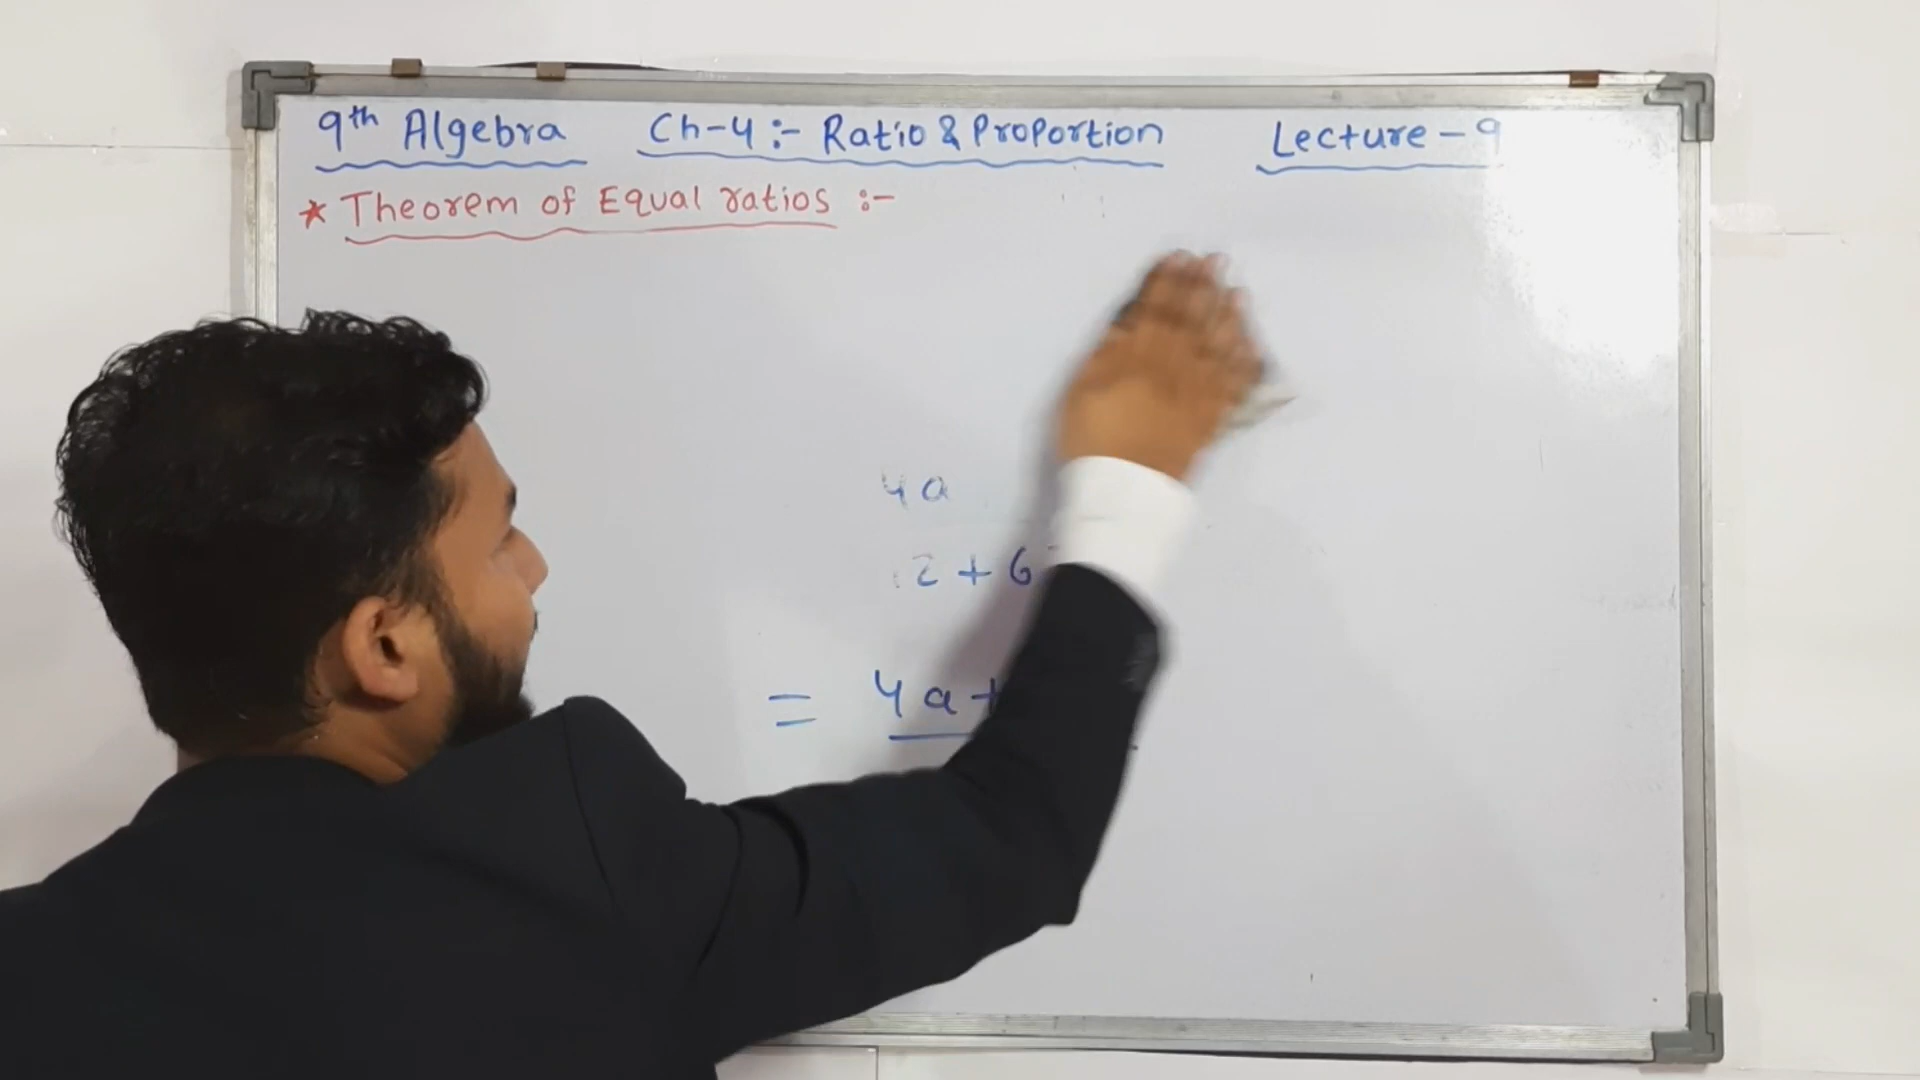 9th Algebra Ch-4:- Ratio & Proportion Lecture-9
* Theorem of Equal ratios :-
4a
2+6
= 4a+